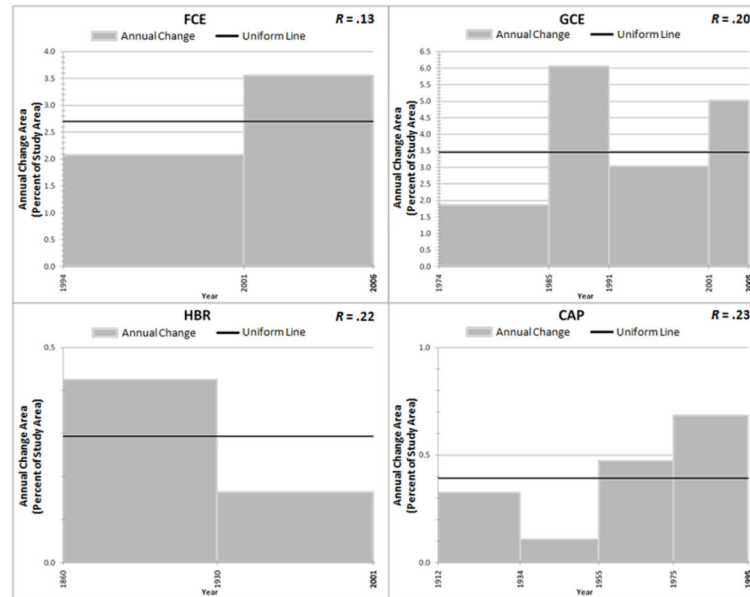 FCE
R = .13
Annual Change
Uniform Line
Annual Change Area
(Percent of Study Area)
4.0
3.5
3.0
2.5
2.0
1.5
1.0
0.5
0.0
1994
2001
2006
Year
GCE
R = .20
Annual Change
Uniform Line
Annual Change Area
(Percent of Study Area)
6.5
6.0
5.5
5.0
4.5
4.0
3.5
3.0
2.5
2.0
1.5
1.0
0.5
0.0
1974
1985
1991
2001
2005
Year
HBR
R = .22
Annual Change
Uniform Line
Annual Change Area
(Percent of Study Area)
0.5
0.0
1860
1930
2001
Year
CAP
R = .23
Annual Change
Uniform Line
Annual Change Area
(Percent of Study Area)
1.0
0.5
0.0
1912
1934
1955
1975
1995
Year